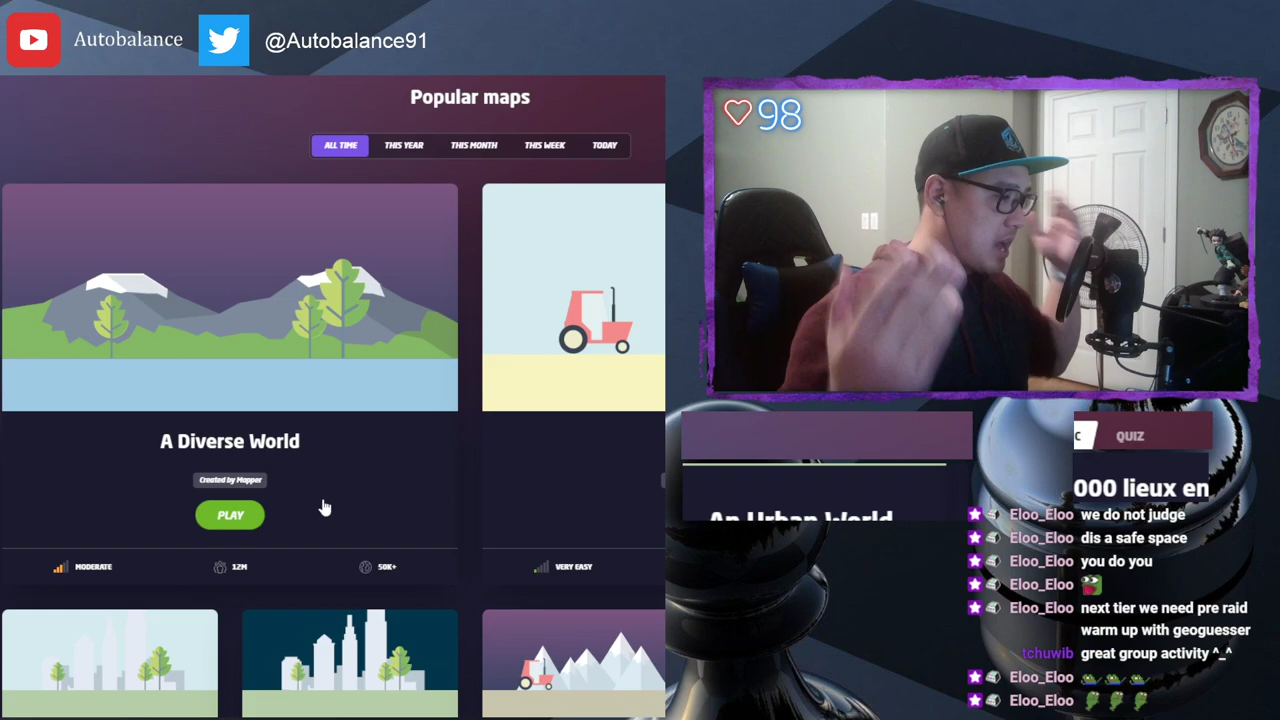 Autobalance
@Autobalance91
Popular maps
ALL TIME
THIS YEAR
THIS MONTH
THIS WEEK
TODAY
98
A Diverse World
Created by Mapper
PLAY
MODERATE
12M
50K+
VERY EASY
An Urban World
C
QUIZ
000 lieux en
Eloo_Eloo we do not judge
Eloo_Eloo dis a safe space
Eloo_Eloo you do you
Eloo_Eloo
Eloo_Eloo next tier we need pre raid
warm up with geoguesser
tchuwib great group activity ^_^
Eloo_Eloo
Eloo_Eloo